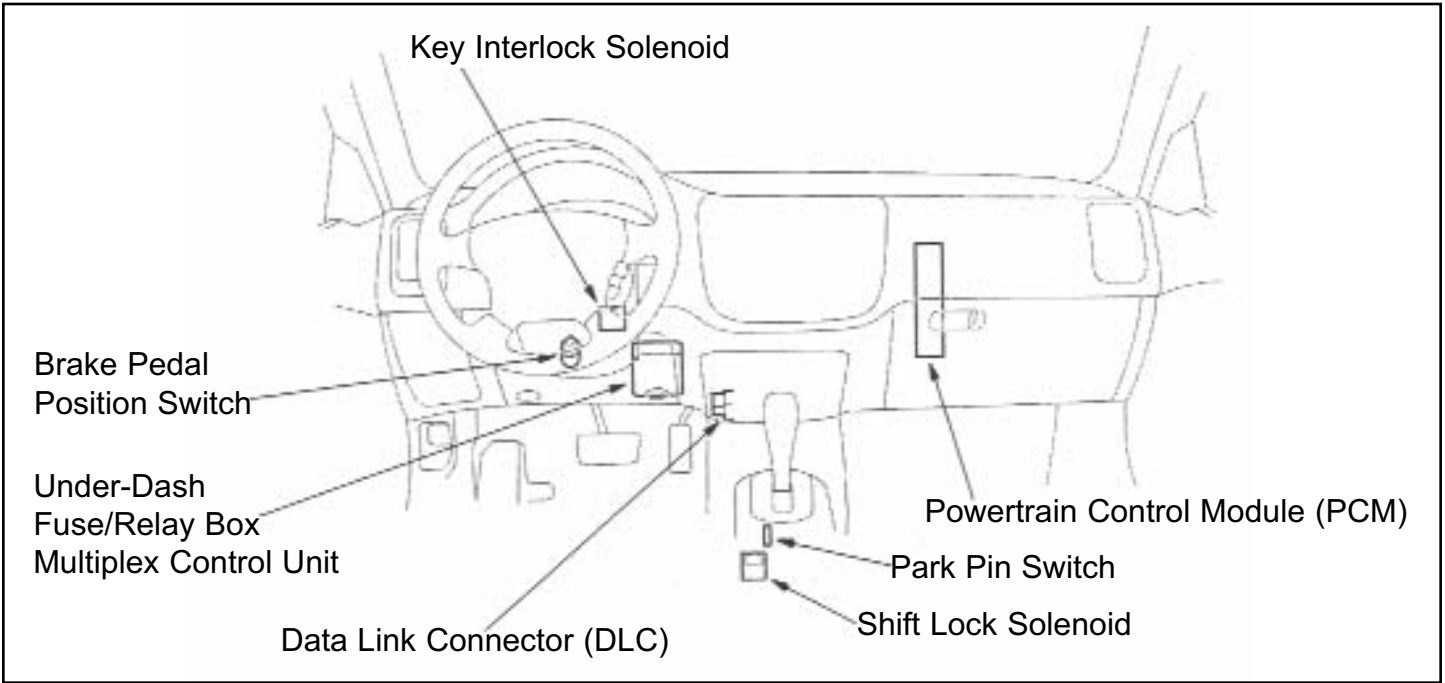 Key Interlock Solenoid
Brake Pedal
Position Switch
Under-Dash
Fuse/Relay Box
Multiplex Control Unit
Data Link Connector (DLC)
Powertrain Control Module (PCM)
Park Pin Switch
Shift Lock Solenoid